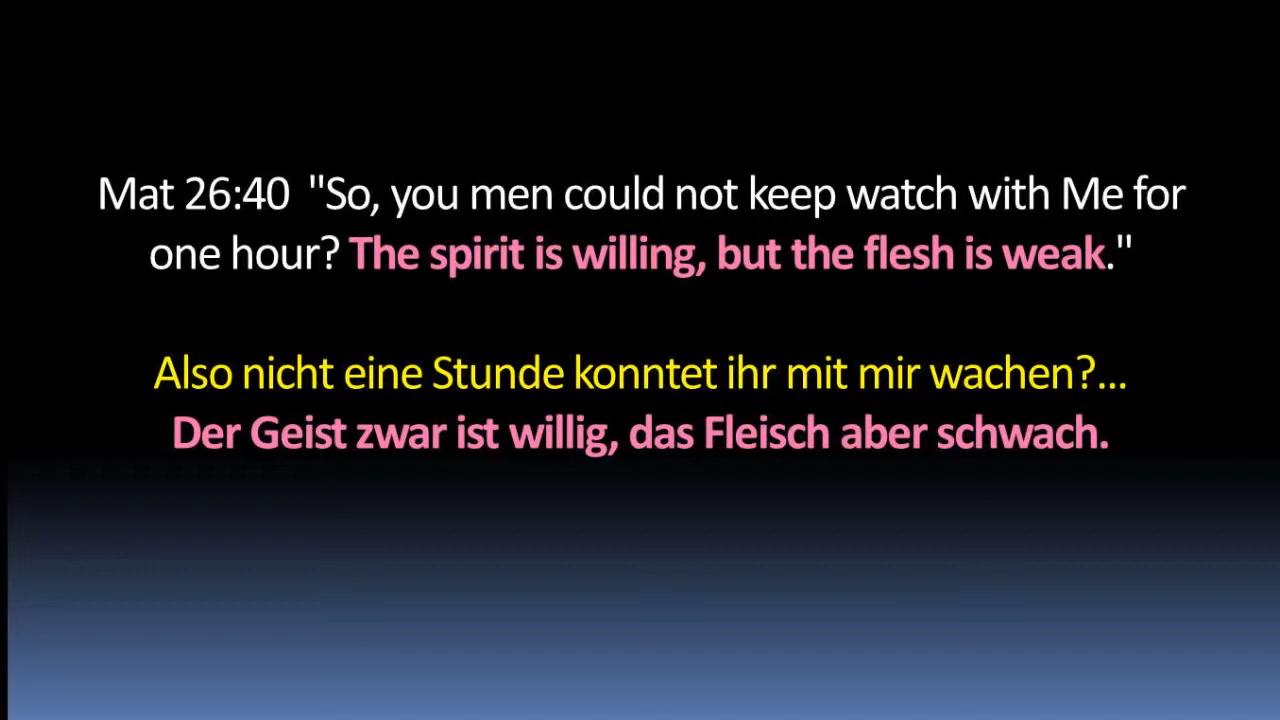 Mat 26:40  "So, you men could not keep watch with Me for
one hour? The spirit is willing, but the flesh is weak."
Also nicht eine Stunde konntet ihr mit mir wachen?...
Der Geist zwar ist willig, das Fleisch aber schwach.